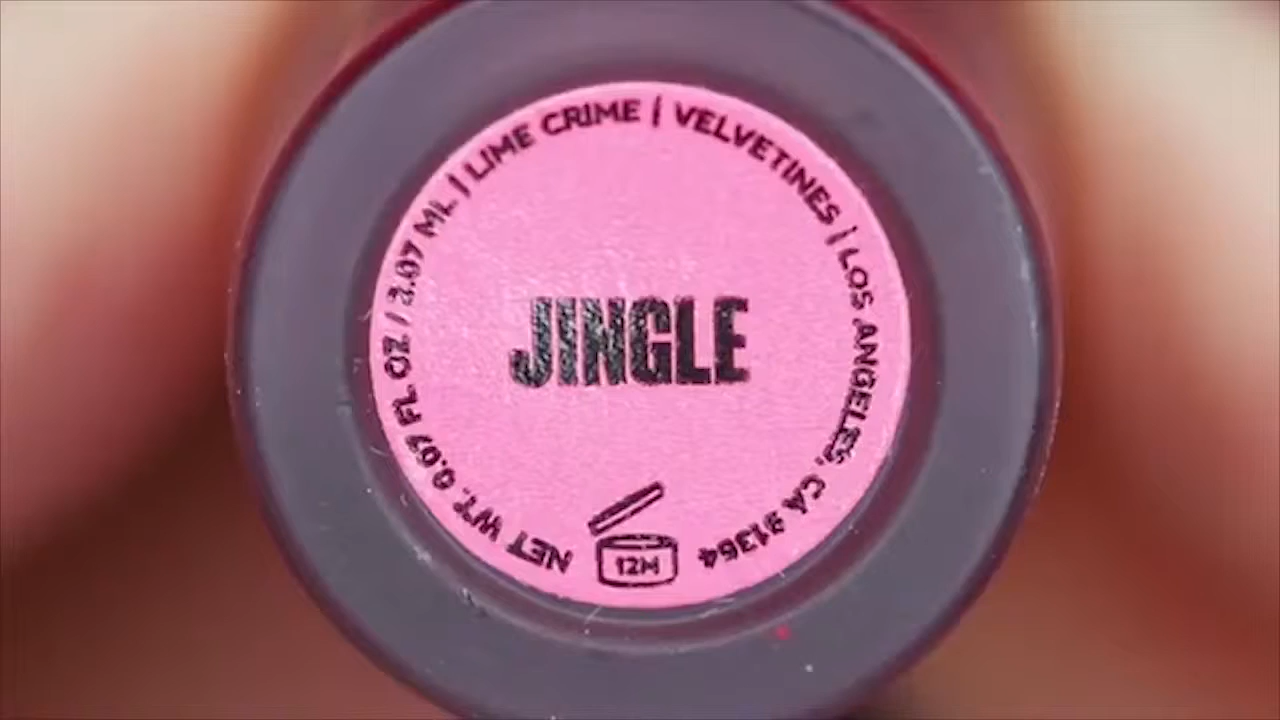 NET WT. 0.07 FL OZ / 2.07 ML | LIME CRIME | VELVETINES | LOS ANGELES, CA 91364
JINGLE
12M